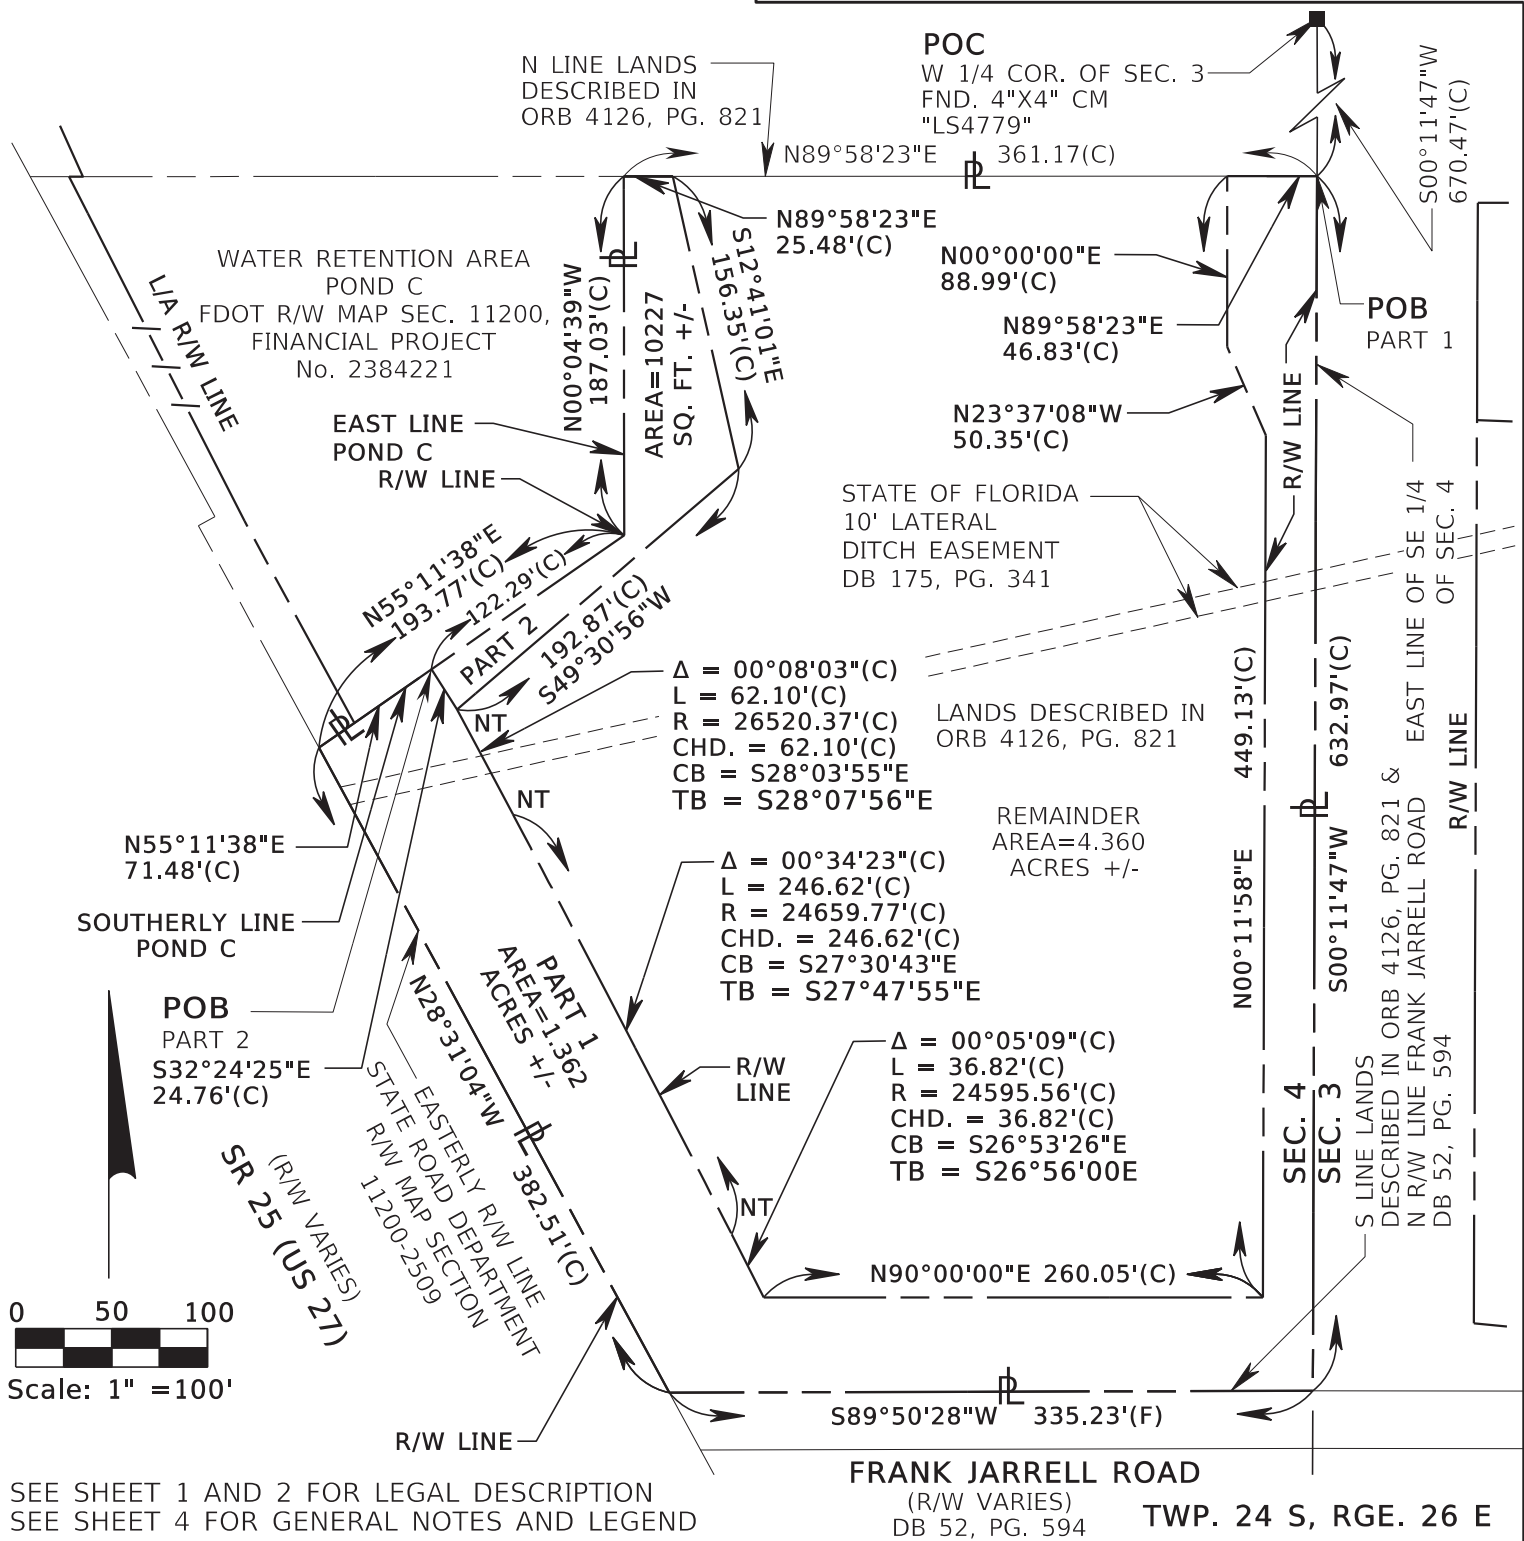 POC
W 1/4 COR. OF SEC. 3
FND. 4"X4" CM
"LS4779"
N LINE LANDS
DESCRIBED IN
ORB 4126, PG. 821
S00°11'47"W
670.47'(C)
N89°58'23"E
361.17(C)
PL
N89°58'23"E
25.48'(C)
N00°00'00"E
88.99'(C)
N89°58'23"E
46.83'(C)
N23°37'08"W
50.35'(C)
POB
PART 1
WATER RETENTION AREA
POND C
FDOT R/W MAP SEC. 11200,
FINANCIAL PROJECT
No. 2384221
L/A R/W LINE
PL
N00°04'39"W
187.03'(C)
AREA=10227
SQ. FT. +/-
S12°41'01"E
156.35'(C)
EAST LINE
POND C
R/W LINE
R/W LINE
STATE OF FLORIDA
10' LATERAL
DITCH EASEMENT
DB 175, PG. 341
EAST LINE OF SE 1/4
OF SEC. 4
R/W LINE
N55°11'38"E
193.77'(C)
122.29'(C)
PART 2
192.87'(C)
S49°30'56"W
PL
NT
Δ = 00°08'03"(C)
L = 62.10'(C)
R = 26520.37'(C)
CHD. = 62.10'(C)
CB = S28°03'55"E
TB = S28°07'56"E
LANDS DESCRIBED IN
ORB 4126, PG. 821
REMAINDER
AREA=4.360
ACRES +/-
449.13'(C)
N00°11'58"E
632.97'(C)
PL
S00°11'47"W
NT
N55°11'38"E
71.48'(C)
SOUTHERLY LINE
POND C
POB
PART 2
S32°24'25"E
24.76'(C)
Δ = 00°34'23"(C)
L = 246.62'(C)
R = 24659.77'(C)
CHD. = 246.62'(C)
CB = S27°30'43"E
TB = S27°47'55"E
PART 1
AREA=1.362
ACRES +/-
N28°31'04"W
PL
382.51'(C)
EASTERLY R/W LINE
STATE ROAD DEPARTMENT
R/W MAP SECTION
11200-2509
(R/W VARIES)
SR 25 (US 27)
R/W
LINE
Δ = 00°05'09"(C)
L = 36.82'(C)
R = 24595.56'(C)
CHD. = 36.82'(C)
CB = S26°53'26"E
TB = S26°56'00E
NT
SEC. 4
SEC. 3
S LINE LANDS
DESCRIBED IN ORB 4126, PG. 821 &
N R/W LINE FRANK JARRELL ROAD
DB 52, PG. 594
N90°00'00"E 260.05'(C)
0 50 100
Scale: 1" =100'
PL
S89°50'28"W 335.23'(F)
R/W LINE
FRANK JARRELL ROAD
(R/W VARIES)
DB 52, PG. 594
SEE SHEET 1 AND 2 FOR LEGAL DESCRIPTION
SEE SHEET 4 FOR GENERAL NOTES AND LEGEND
TWP. 24 S, RGE. 26 E